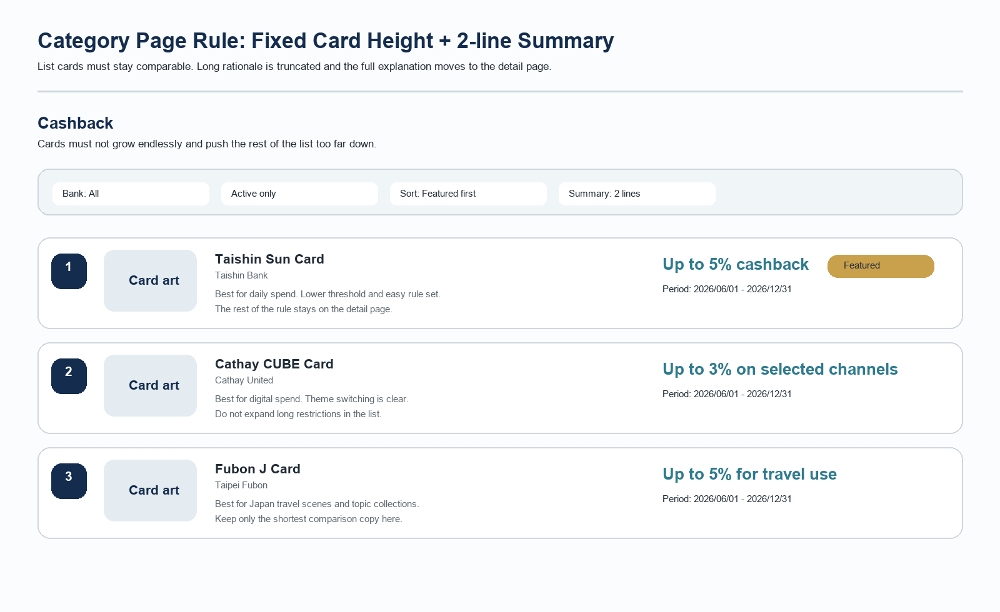 Category Page Rule: Fixed Card Height + 2-line Summary
List cards must stay comparable. Long rationale is truncated and the full explanation moves to the detail page.
Cashback
Cards must not grow endlessly and push the rest of the list too far down.
Bank: All
Active only
Sort: Featured first
Summary: 2 lines
1
Card art
Taishin Sun Card
Taishin Bank
Best for daily spend. Lower threshold and easy rule set.
The rest of the rule stays on the detail page.
Up to 5% cashback
Featured
Period: 2026/06/01 - 2026/12/31
2
Card art
Cathay CUBE Card
Cathay United
Best for digital spend. Theme switching is clear.
Do not expand long restrictions in the list.
Up to 3% on selected channels
Period: 2026/06/01 - 2026/12/31
3
Card art
Fubon J Card
Taipei Fubon
Best for Japan travel scenes and topic collections.
Keep only the shortest comparison copy here.
Up to 5% for travel use
Period: 2026/06/01 - 2026/12/31